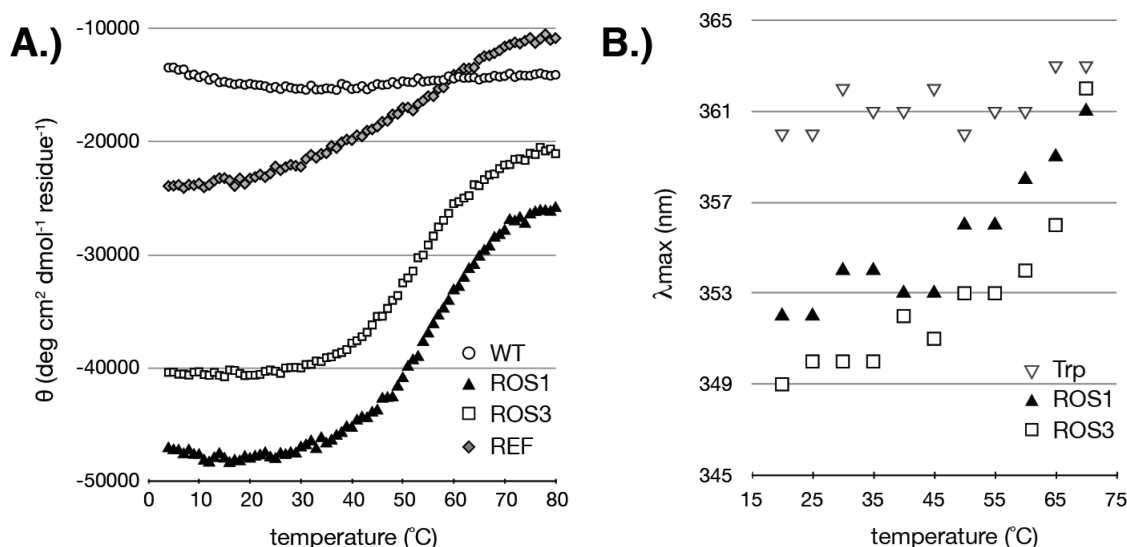 A.)
-10000
-20000
-30000
-40000
-50000
θ (deg cm² dmol⁻¹ residue⁻¹)
WT
ROS1
ROS3
REF
0 10 20 30 40 50 60 70 80
temperature (°C)
B.)
365
361
357
353
349
345
λmax (nm)
Trp
ROS1
ROS3
15 25 35 45 55 65 75
temperature (°C)